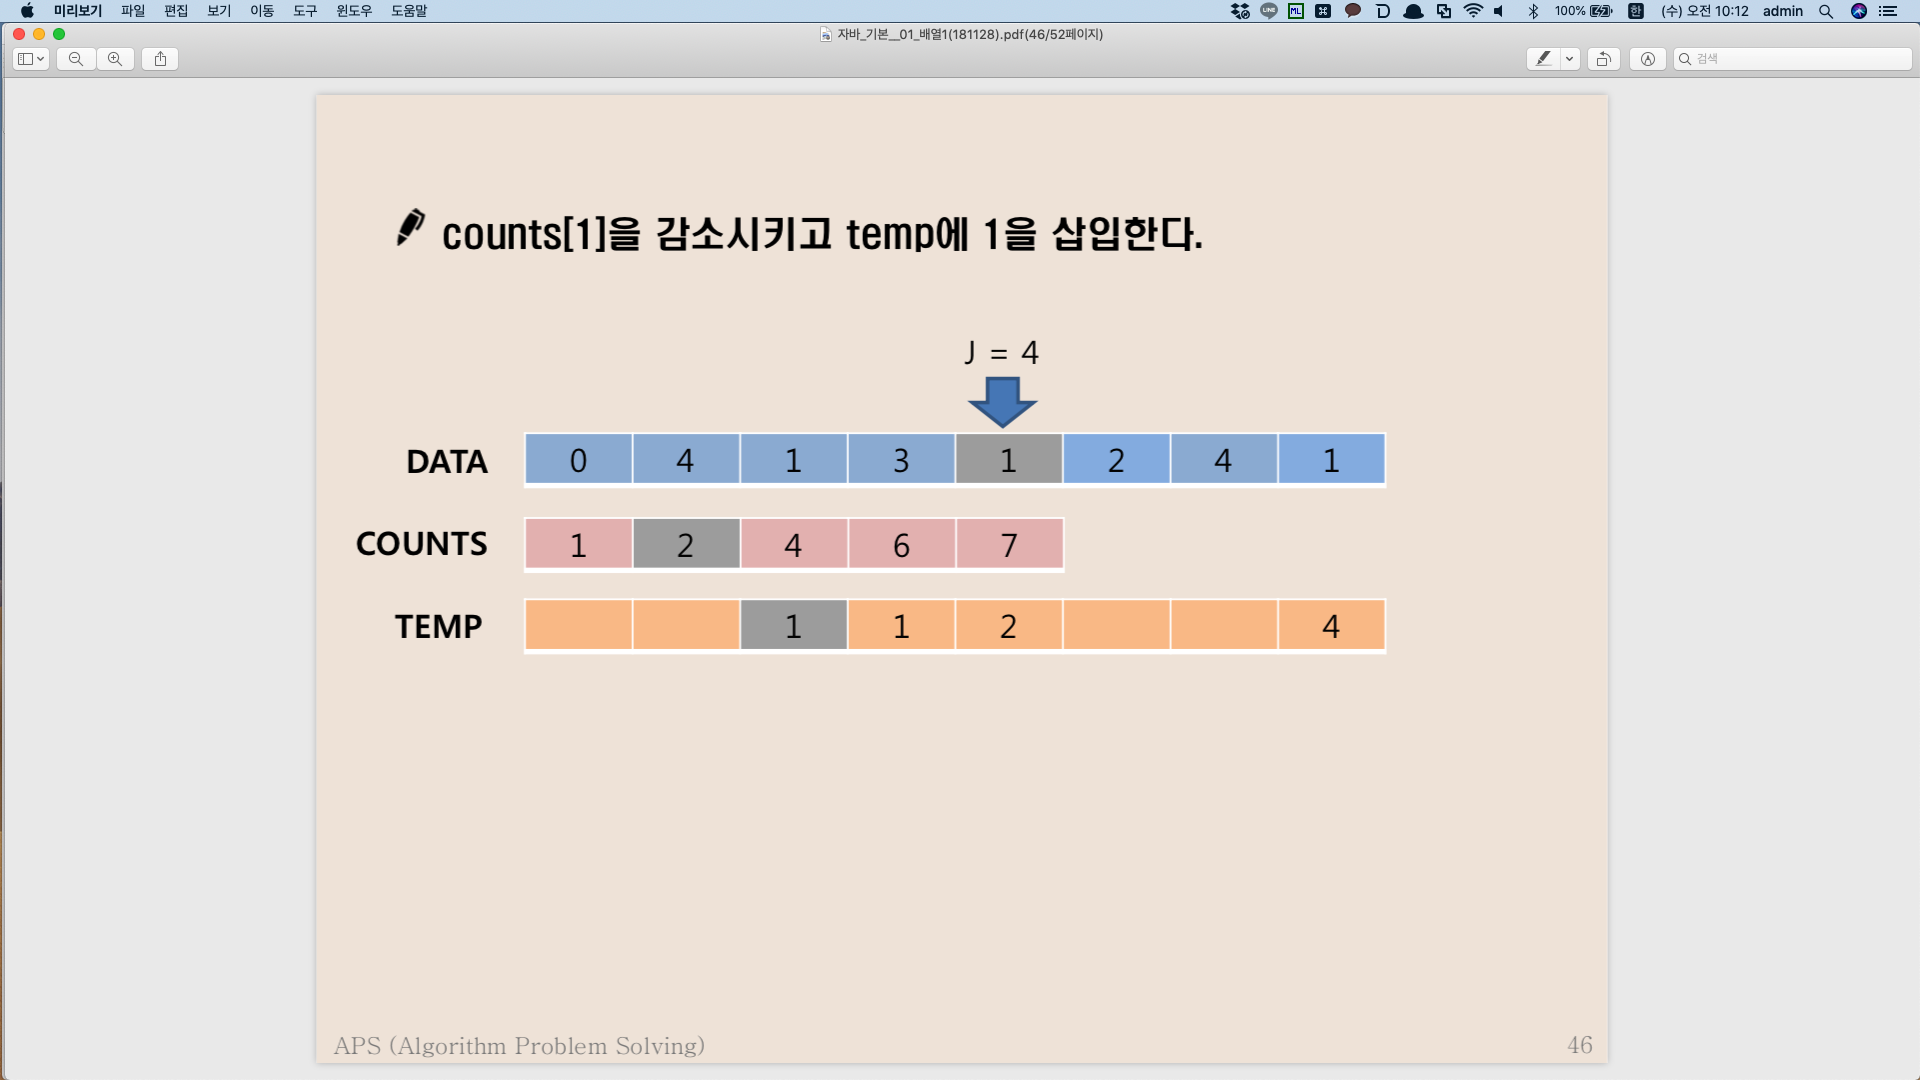 미리보기 파일 편집 보기 이동 도구 윈도우 도움말 LINE ML 100% 한 (수) 오전 10:12 admin
자바_기본__01_배열1(181128).pdf(46/52페이지)
검색
counts[1]을 감소시키고 temp에 1을 삽입한다.
J = 4
DATA 0 4 1 3 1 2 4 1
COUNTS 1 2 4 6 7
TEMP 1 1 2 4
APS (Algorithm Problem Solving) 46